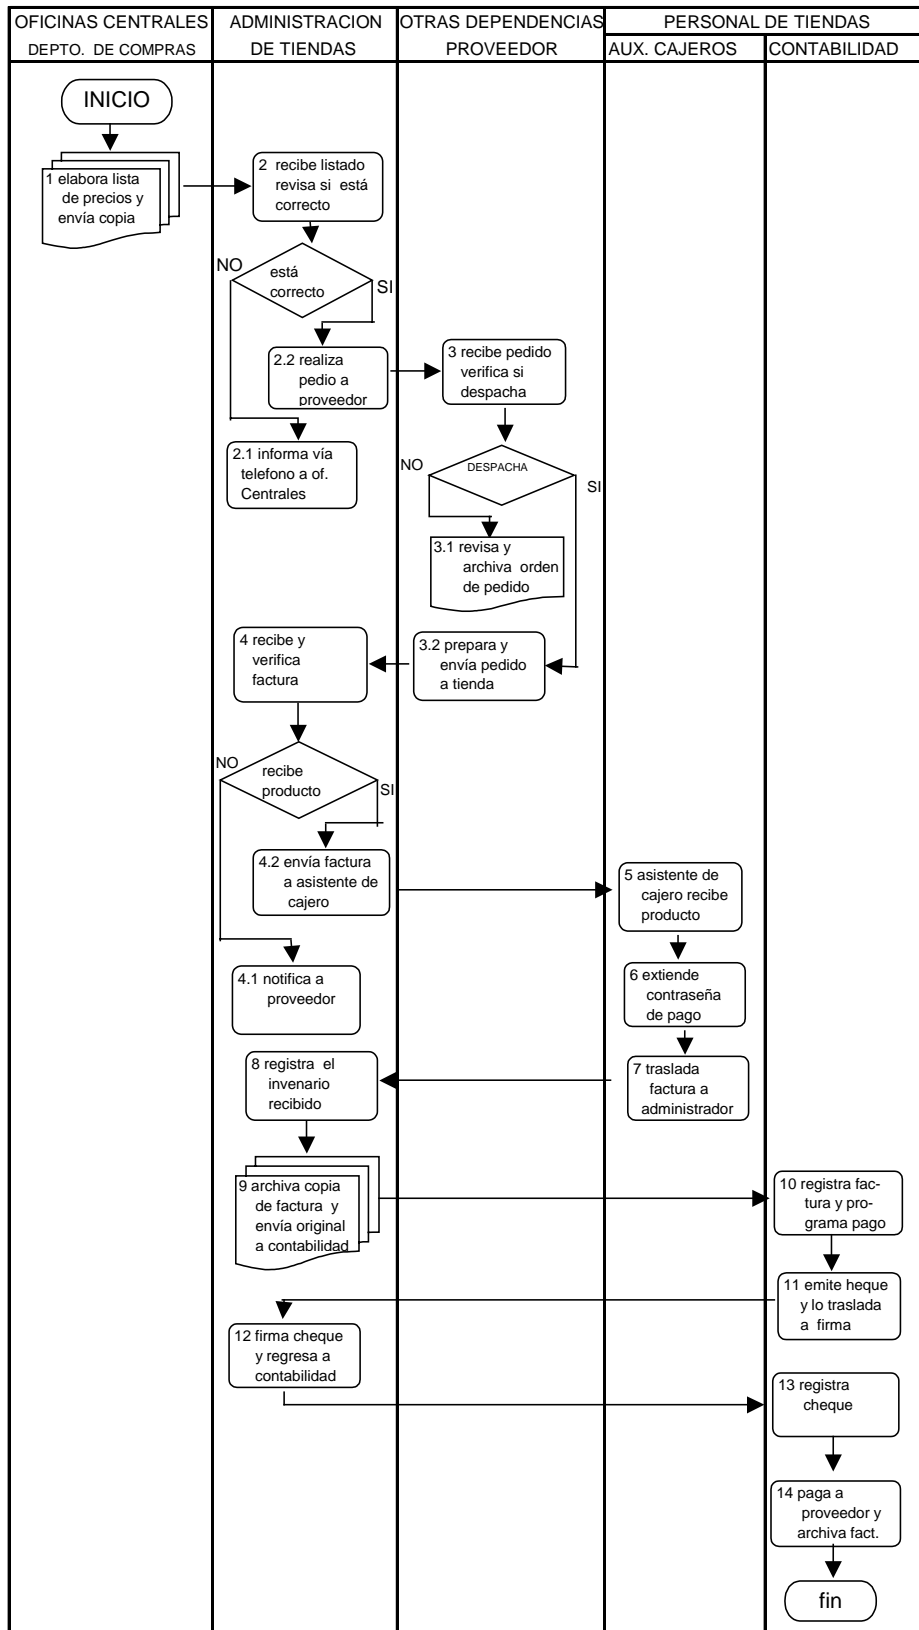 OFICINAS CENTRALES
DEPTO. DE COMPRAS
ADMINISTRACION
DE TIENDAS
OTRAS DEPENDENCIAS
PROVEEDOR
PERSONAL DE TIENDAS
AUX. CAJEROS
CONTABILIDAD
INICIO
1 elabora lista
de precios y
envía copia
2 recibe listado
revisa si está
correcto
NO
está
correcto
SI
2.2 realiza
pedio a
proveedor
3 recibe pedido
verifica si
despacha
2.1 informa vía
telefono a of.
Centrales
NO
DESPACHA
SI
3.1 revisa y
archiva orden
de pedido
4 recibe y
verifica
factura
3.2 prepara y
envía pedido
a tienda
NO
recibe
producto
SI
4.2 envía factura
a asistente de
cajero
5 asistente de
cajero recibe
producto
4.1 notifica a
proveedor
6 extiende
contraseña
de pago
8 registra el
invenario
recibido
7 traslada
factura a
administrador
9 archiva copia
de factura y
envía original
a contabilidad
10 registra fac-
tura y pro-
grama pago
11 emite heque
y lo traslada
a firma
12 firma cheque
y regresa a
contabilidad
13 registra
cheque
14 paga a
proveedor y
archiva fact.
fin